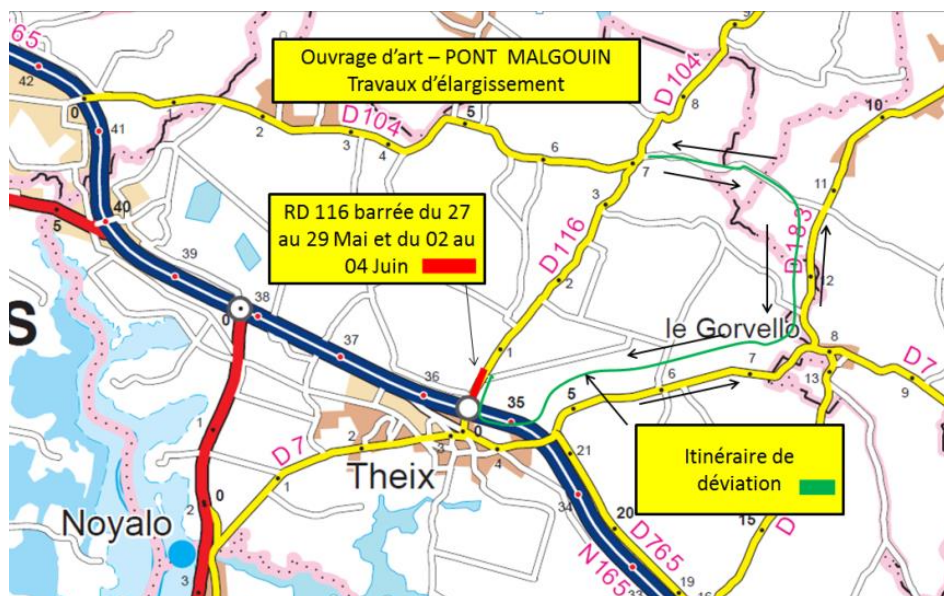 65
42
Ouvrage d'art – PONT MALGOUIN
Travaux d'élargissement
9
D104
8
10
0
41
1
2
D104
3
4
5
6
7
11
40
5
RD 116 barrée du 27
au 29 Mai et du 02 au
04 Juin
3
D116
D183
39
2
12
38
0
S
37
le Gorvello
1
8
7
D7
36
6
9
35
5
13
0
1
D7
2
3
4
21
Itinéraire de
déviation
Theix
1
34
0
2
20
15
D
Noyalo
D765
N165
3
33
19
16